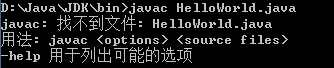 D:\Java\JDK\bin>javac HelloWorld.java
javac: 找不到文件: HelloWorld.java
用法: javac <options> <source files>
-help 用于列出可能的选项